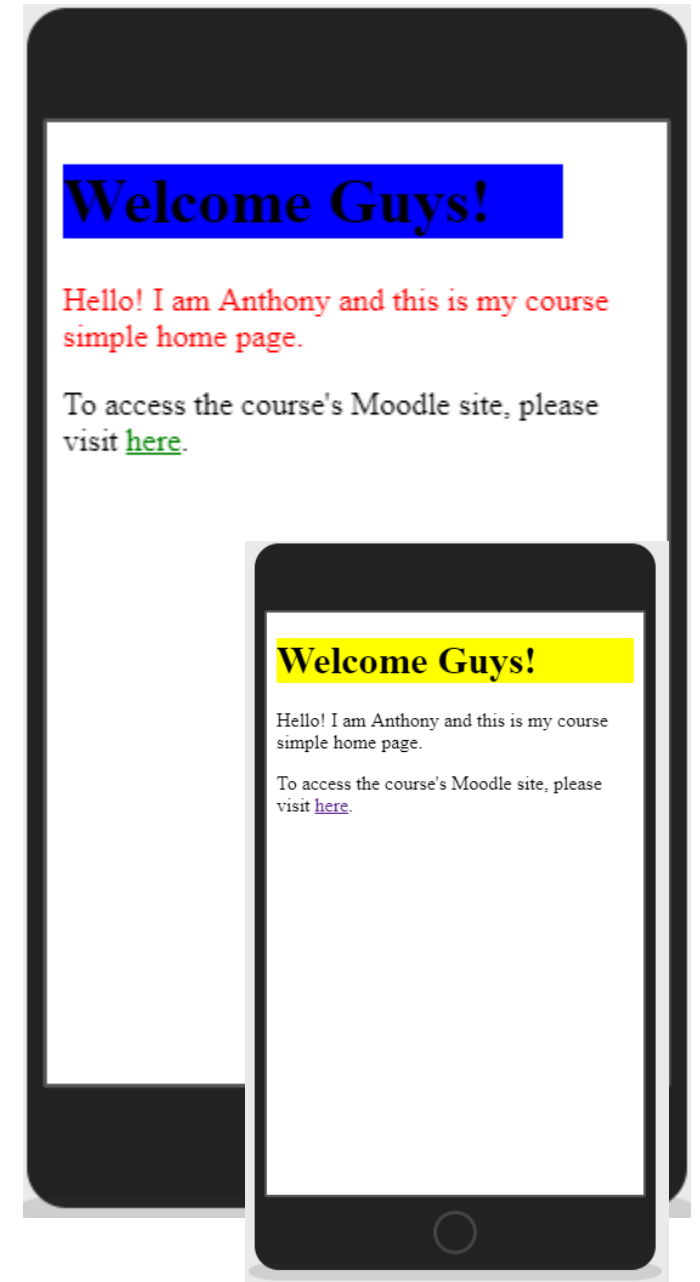 Welcome Guys!
Hello! I am Anthony and this is my course
simple home page.
To access the course's Moodle site, please
visit here.
Welcome Guys!
Hello! I am Anthony and this is my course
simple home page.
To access the course's Moodle site, please
visit here.